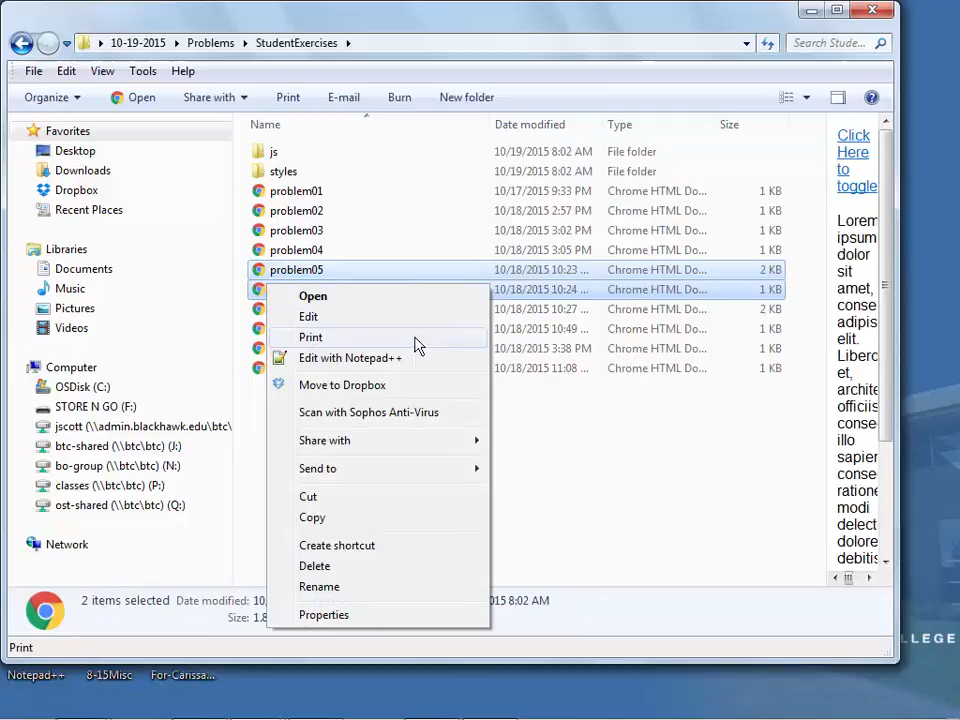 10-19-2015 Problems StudentExercises Search Stude...
File Edit View Tools Help
Organize Open Share with Print E-mail Burn New folder
Favorites
Desktop
Downloads
Dropbox
Recent Places
Libraries
Documents
Music
Pictures
Videos
Computer
OSDisk (C:)
STORE N GO (F:)
jscott (\\admin.blackhawk.edu\btc\
btc-shared (\\btc\btc) (J:)
bo-group (\\btc\btc) (N:)
classes (\\btc\btc) (P:)
ost-shared (\\btc\btc) (Q:)
Network
Name Date modified Type Size
js 10/19/2015 8:02 AM File folder
styles 10/19/2015 8:02 AM File folder
problem01 10/17/2015 9:33 PM Chrome HTML Do... 1 KB
problem02 10/18/2015 2:57 PM Chrome HTML Do... 1 KB
problem03 10/18/2015 3:02 PM Chrome HTML Do... 1 KB
problem04 10/18/2015 3:05 PM Chrome HTML Do... 1 KB
problem05 10/18/2015 10:23 ... Chrome HTML Do... 2 KB
10/18/2015 10:24 ... Chrome HTML Do... 1 KB
10/18/2015 10:27 ... Chrome HTML Do... 2 KB
10/18/2015 10:49 ... Chrome HTML Do... 1 KB
10/18/2015 3:38 PM Chrome HTML Do... 1 KB
10/18/2015 11:08 ... Chrome HTML Do... 1 KB
Open
Edit
Print
Edit with Notepad++
Move to Dropbox
Scan with Sophos Anti-Virus
Share with
Send to
Cut
Copy
Create shortcut
Delete
Rename
Properties
Click
Here
to
toggle
Lorem
ipsum
dolor
sit
amet,
conse
adipis
elit.
Liberc
et,
archite
officiis
conse
illo
sapier
conse
ratione
modi
delect
dolore
debitis
2 items selected Date modified: 10, 015 8:02 AM
Size: 1.8
Print
LLEGE
Notepad++ 8-15Misc For-Carissa...